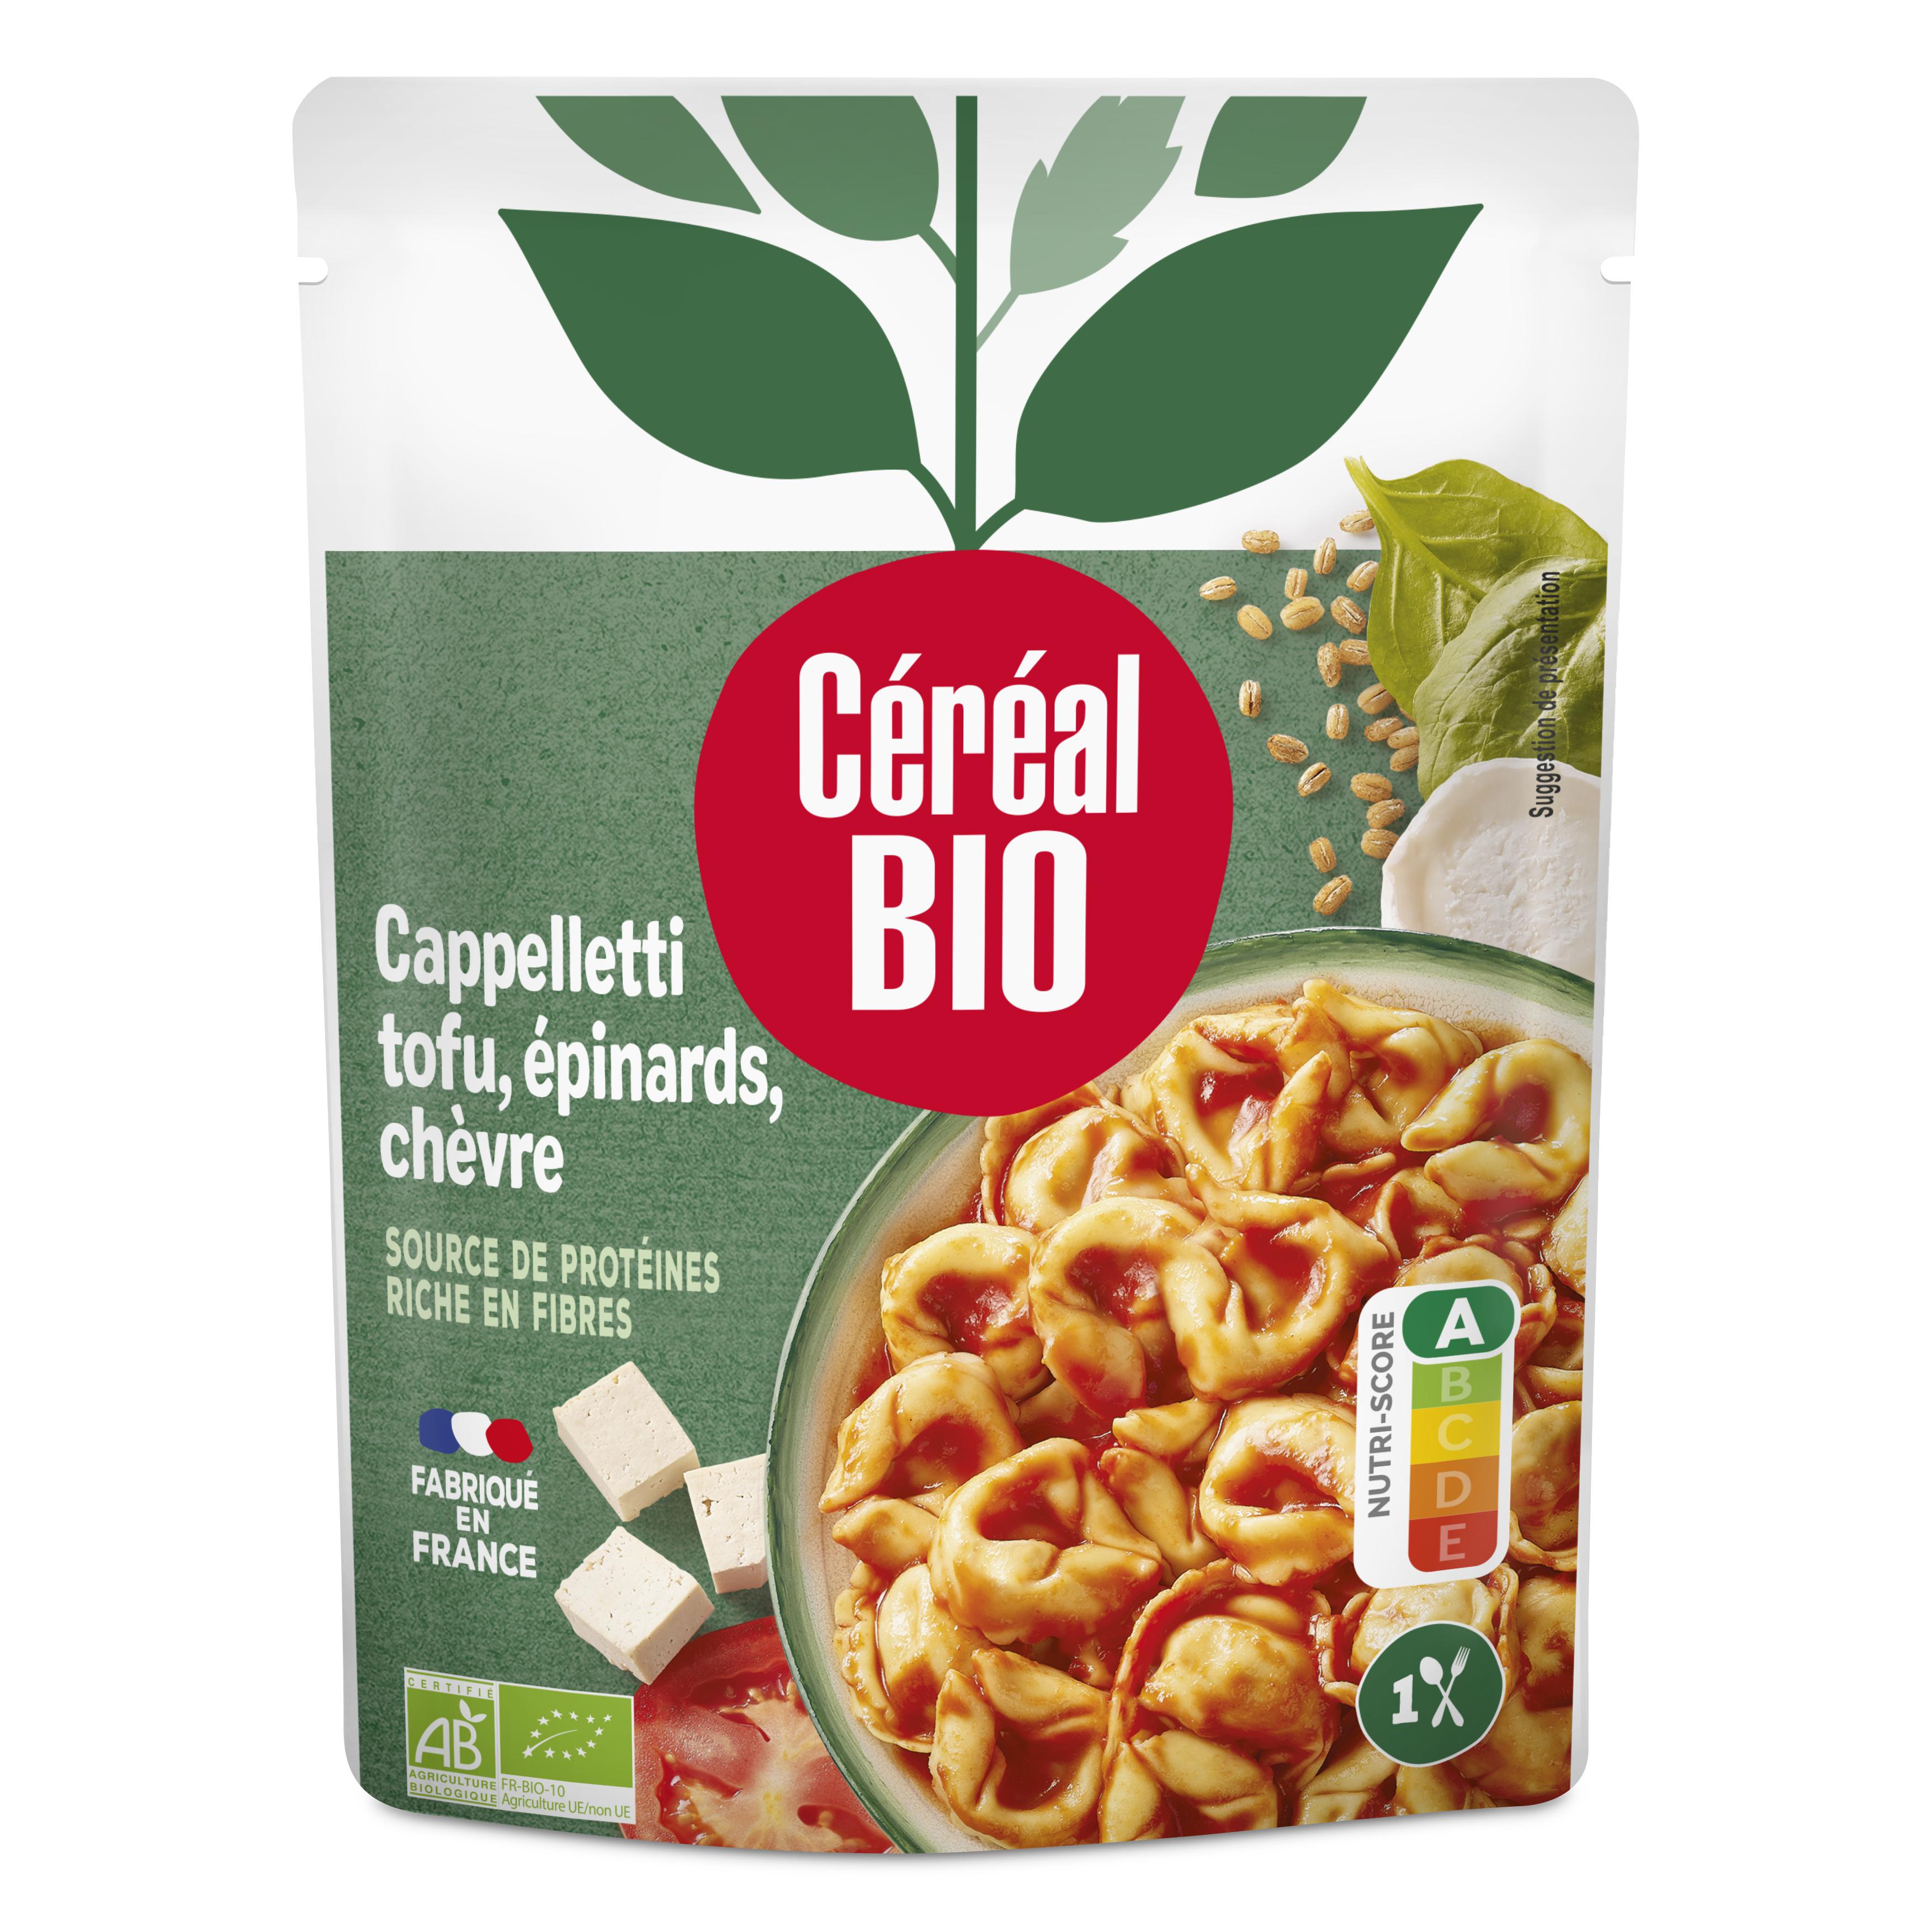 Céréal
BIO
Suggestion de présentation
Cappelletti
tofu, épinards,
chèvre
SOURCE DE PROTÉINES
RICHE EN FIBRES
FABRIQUÉ
EN
FRANCE
NUTRI-SCORE
A
B
C
D
E
1
CERTIFIÉ
AB
AGRICULTURE
BIOLOGIQUE
FR-BIO-10
Agriculture UE/non UE